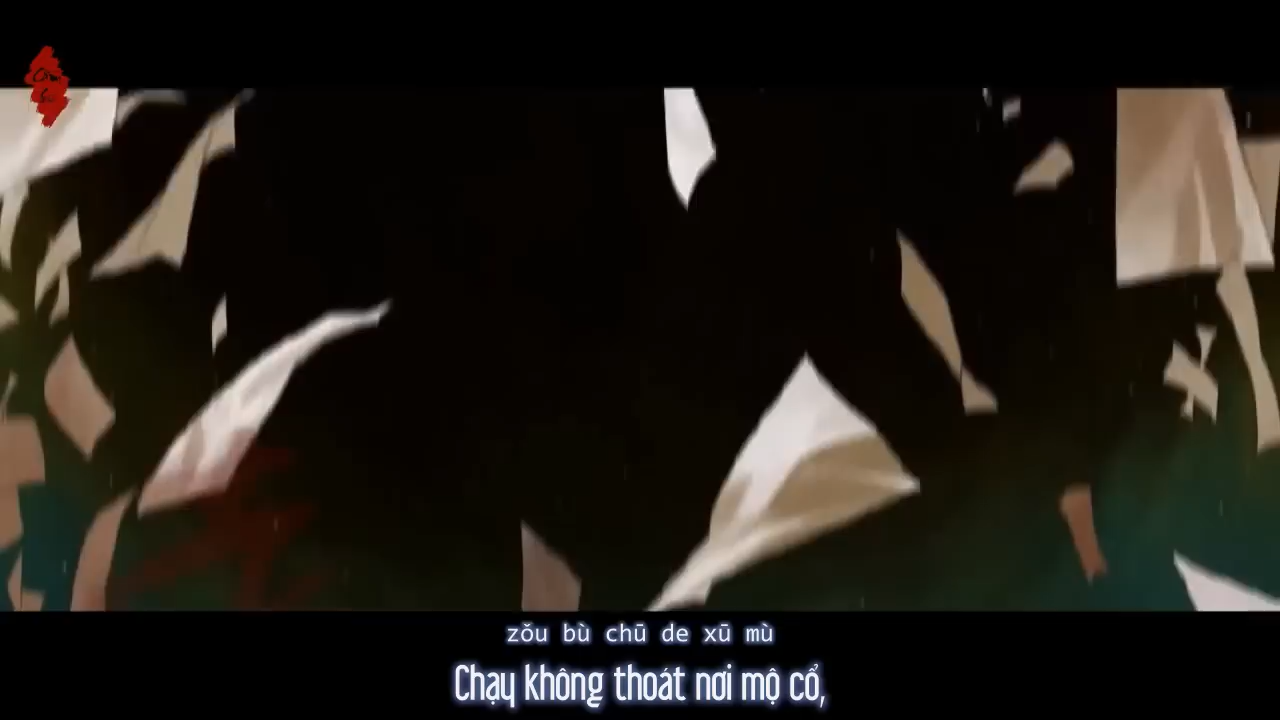 zǒu bù chū de xū mù
Chạy không thoát nơi mộ cổ,